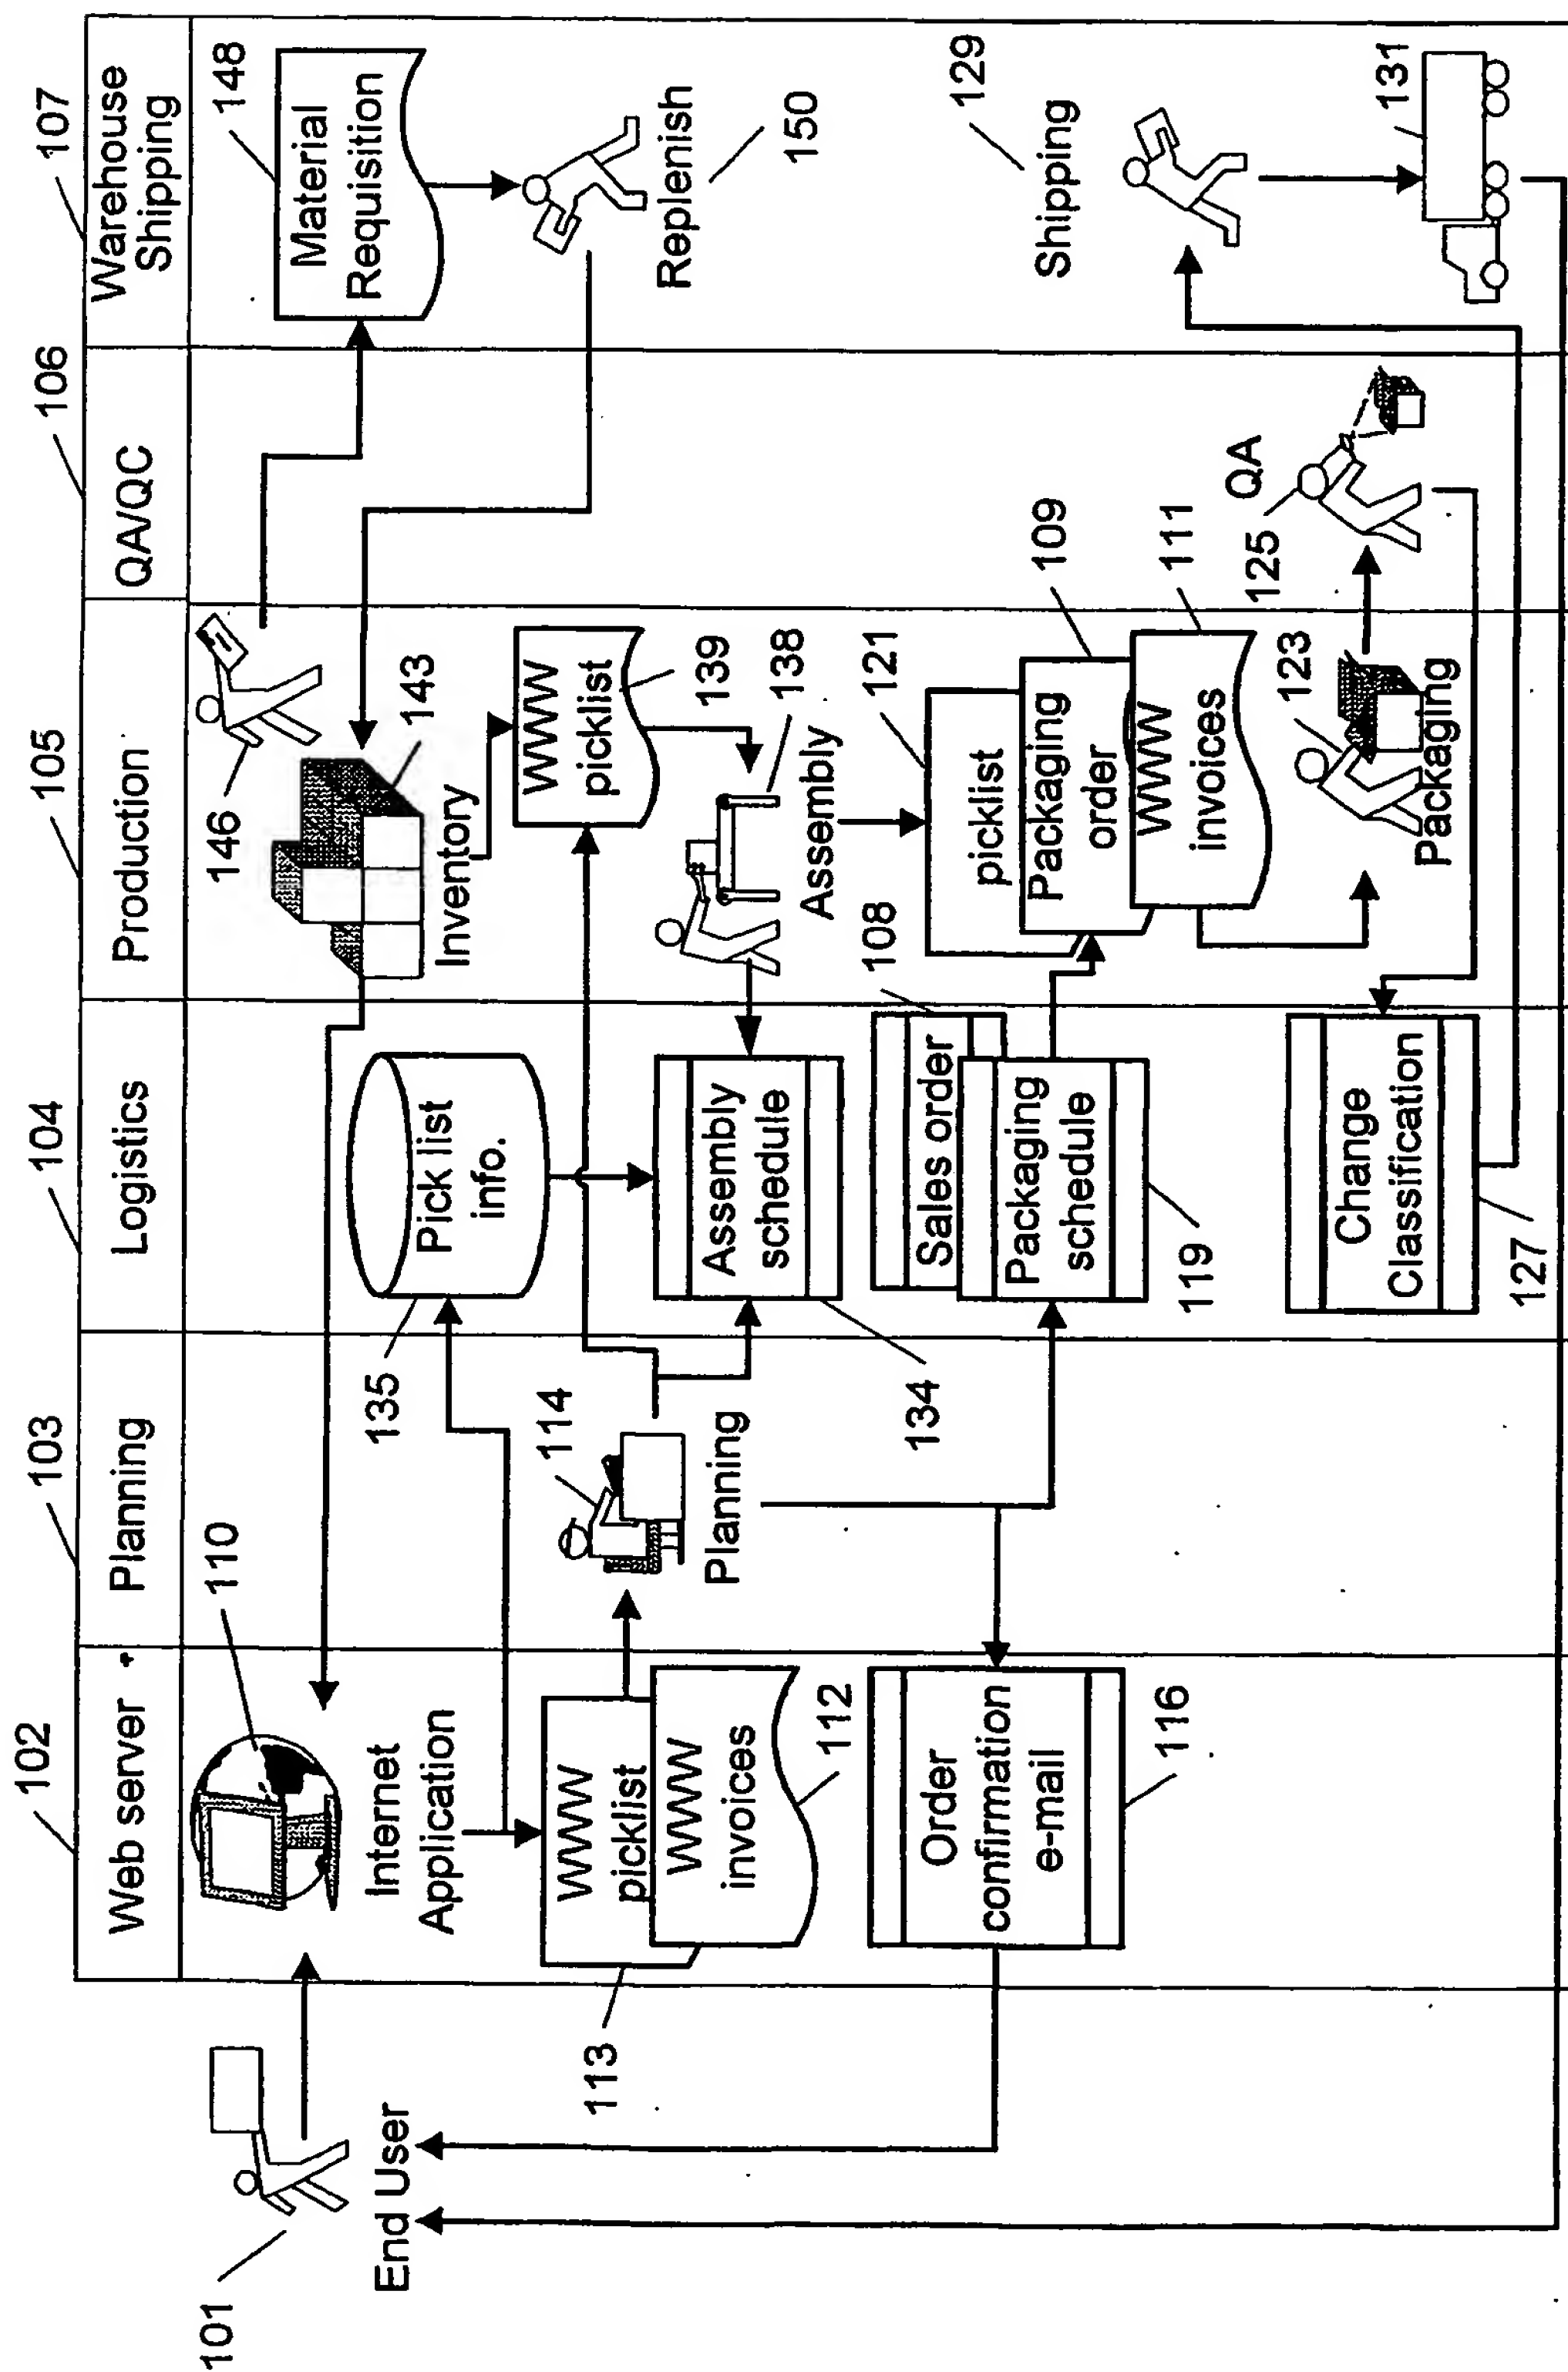 102
103
104
105
106
107
Web server
Planning
Logistics
Production
QA/QC
Warehouse
Shipping
101
End User
110
Internet
Application
113
WWW
picklist
WWW
invoices
112
Order
confirmation
e-mail
116
114
Planning
135
Pick list
info.
Assembly
schedule
134
108
Sales order
Packaging
schedule
119
Change
Classification
127
146
143
Inventory
WWW
picklist
139
138
Assembly
121
picklist
Packaging
order
109
WWW
invoices
111
123
Packaging
125
QA
148
Material
Requisition
Replenish
150
129
Shipping
131